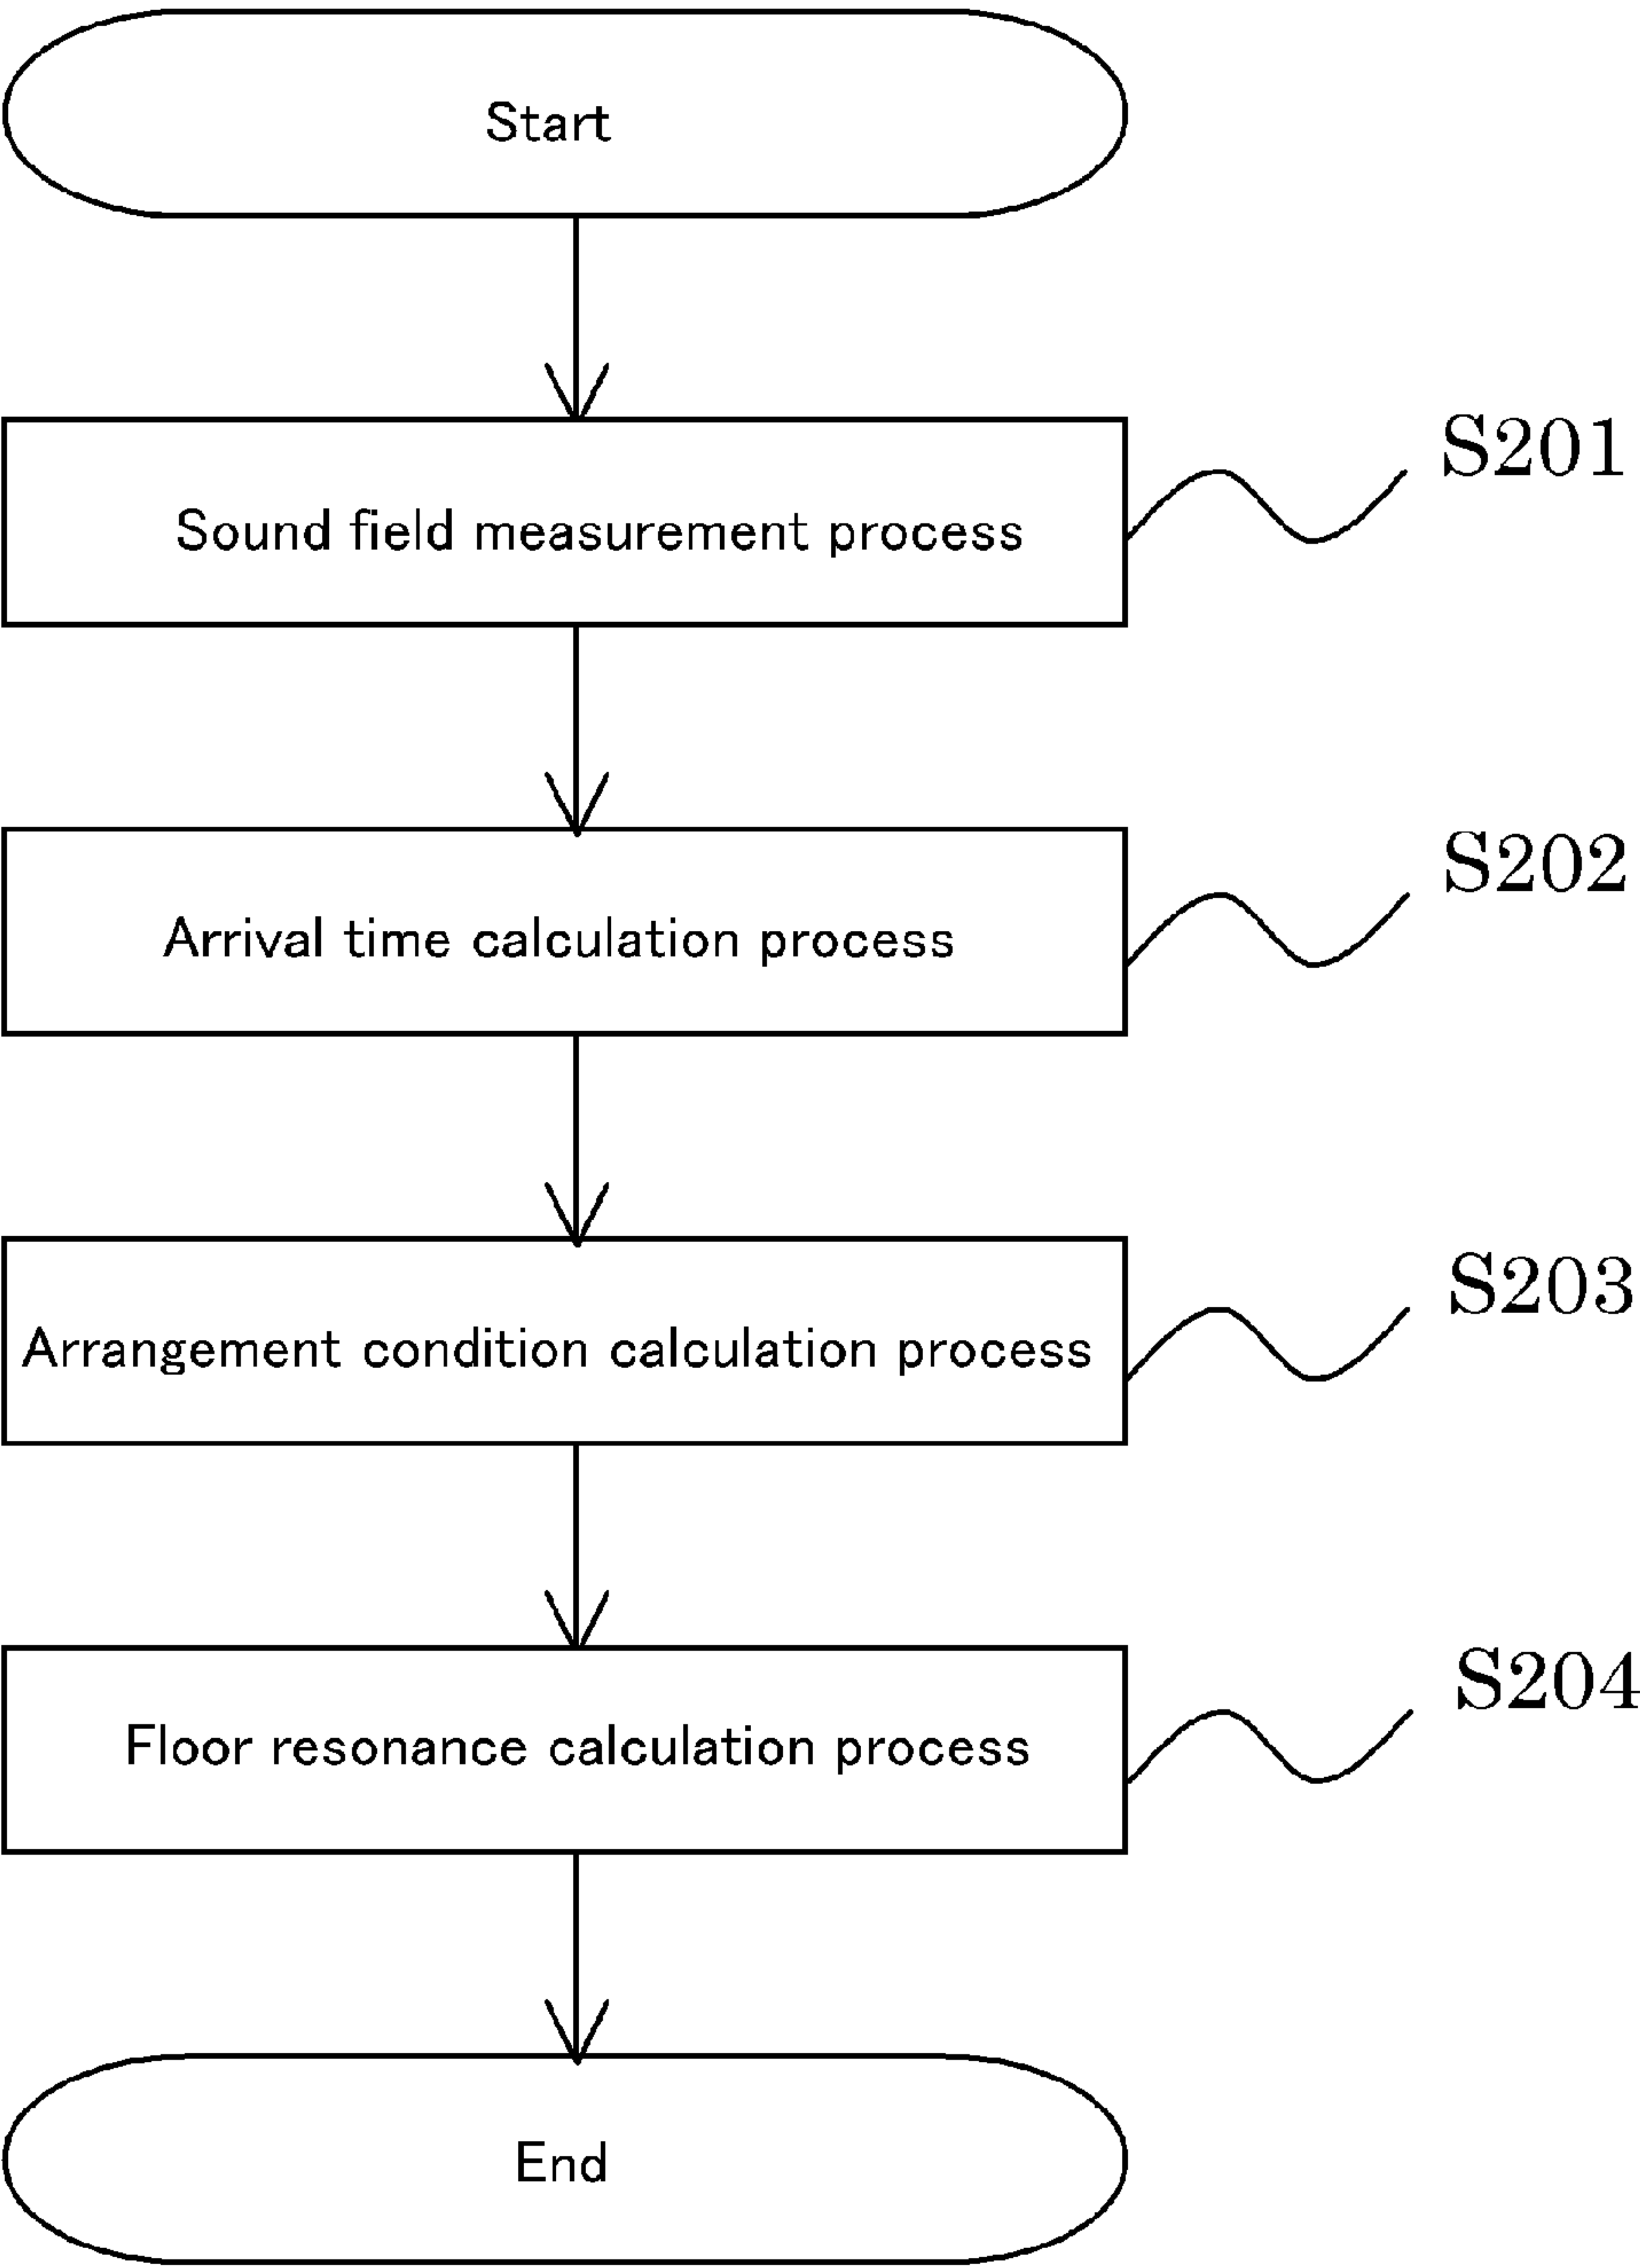 Start
S201
Sound field measurement process
S202
Arrival time calculation process
S203
Arrangement condition calculation process
S204
Floor resonance calculation process
End